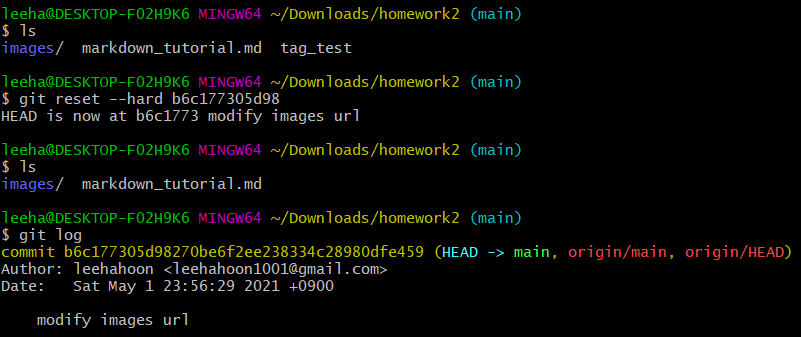 leeha@DESKTOP-F02H9K6 MINGW64 ~/Downloads/homework2 (main)
$ ls
images/  markdown_tutorial.md  tag_test
leeha@DESKTOP-F02H9K6 MINGW64 ~/Downloads/homework2 (main)
$ git reset --hard b6c177305d98
HEAD is now at b6c1773 modify images url
leeha@DESKTOP-F02H9K6 MINGW64 ~/Downloads/homework2 (main)
$ ls
images/  markdown_tutorial.md
leeha@DESKTOP-F02H9K6 MINGW64 ~/Downloads/homework2 (main)
$ git log
commit b6c177305d98270be6f2ee238334c28980dfe459 (HEAD -> main, origin/main, origin/HEAD)
Author: leehahoon <leehahoon1001@gmail.com>
Date:   Sat May 1 23:56:29 2021 +0900
modify images url